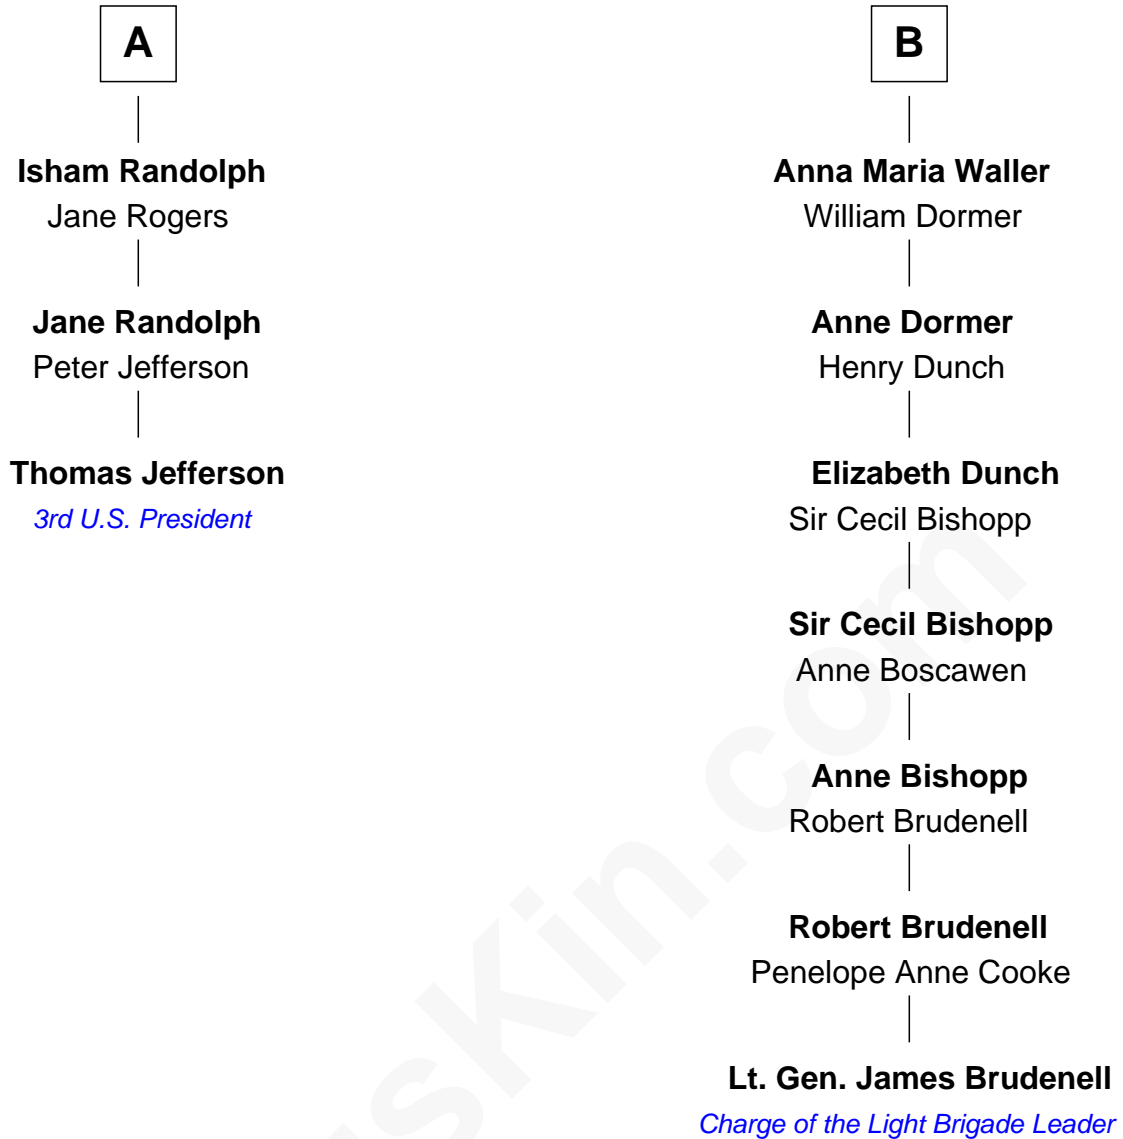 A
Isham Randolph
Jane Rogers
Jane Randolph
Peter Jefferson
Thomas Jefferson
3rd U.S. President
B
Anna Maria Waller
William Dormer
Anne Dormer
Henry Dunch
Elizabeth Dunch
Sir Cecil Bishopp
Sir Cecil Bishopp
Anne Boscawen
Anne Bishopp
Robert Brudenell
Robert Brudenell
Penelope Anne Cooke
Lt. Gen. James Brudenell
Charge of the Light Brigade Leader
sKin.com